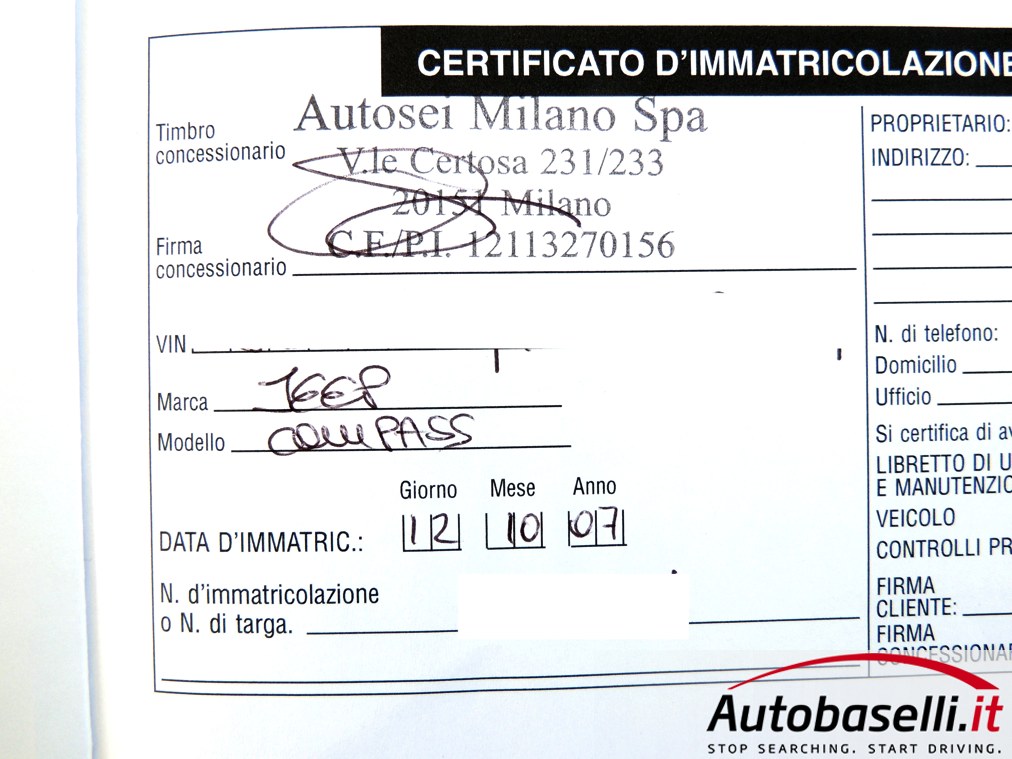 CERTIFICATO D'IMMATRICOLAZIONE
Timbro
concessionario
Autosei Milano Spa
V.le Certosa 231/233
20151 Milano
C.F./P.I. 12113270156
Firma
concessionario
VIN
Marca JEEP
Modello COMPASS
Giorno Mese Anno
DATA D'IMMATRIC.: 12 10 07
N. d'immatricolazione
o N. di targa.
PROPRIETARIO:
INDIRIZZO:
N. di telefono:
Domicilio
Ufficio
Si certifica di av
LIBRETTO DI U
E MANUTENZIO
VEICOLO
CONTROLLI PR
FIRMA
CLIENTE:
FIRMA
CONCESSIONAR
Autobaselli.it
STOP SEARCHING. START DRIVING.